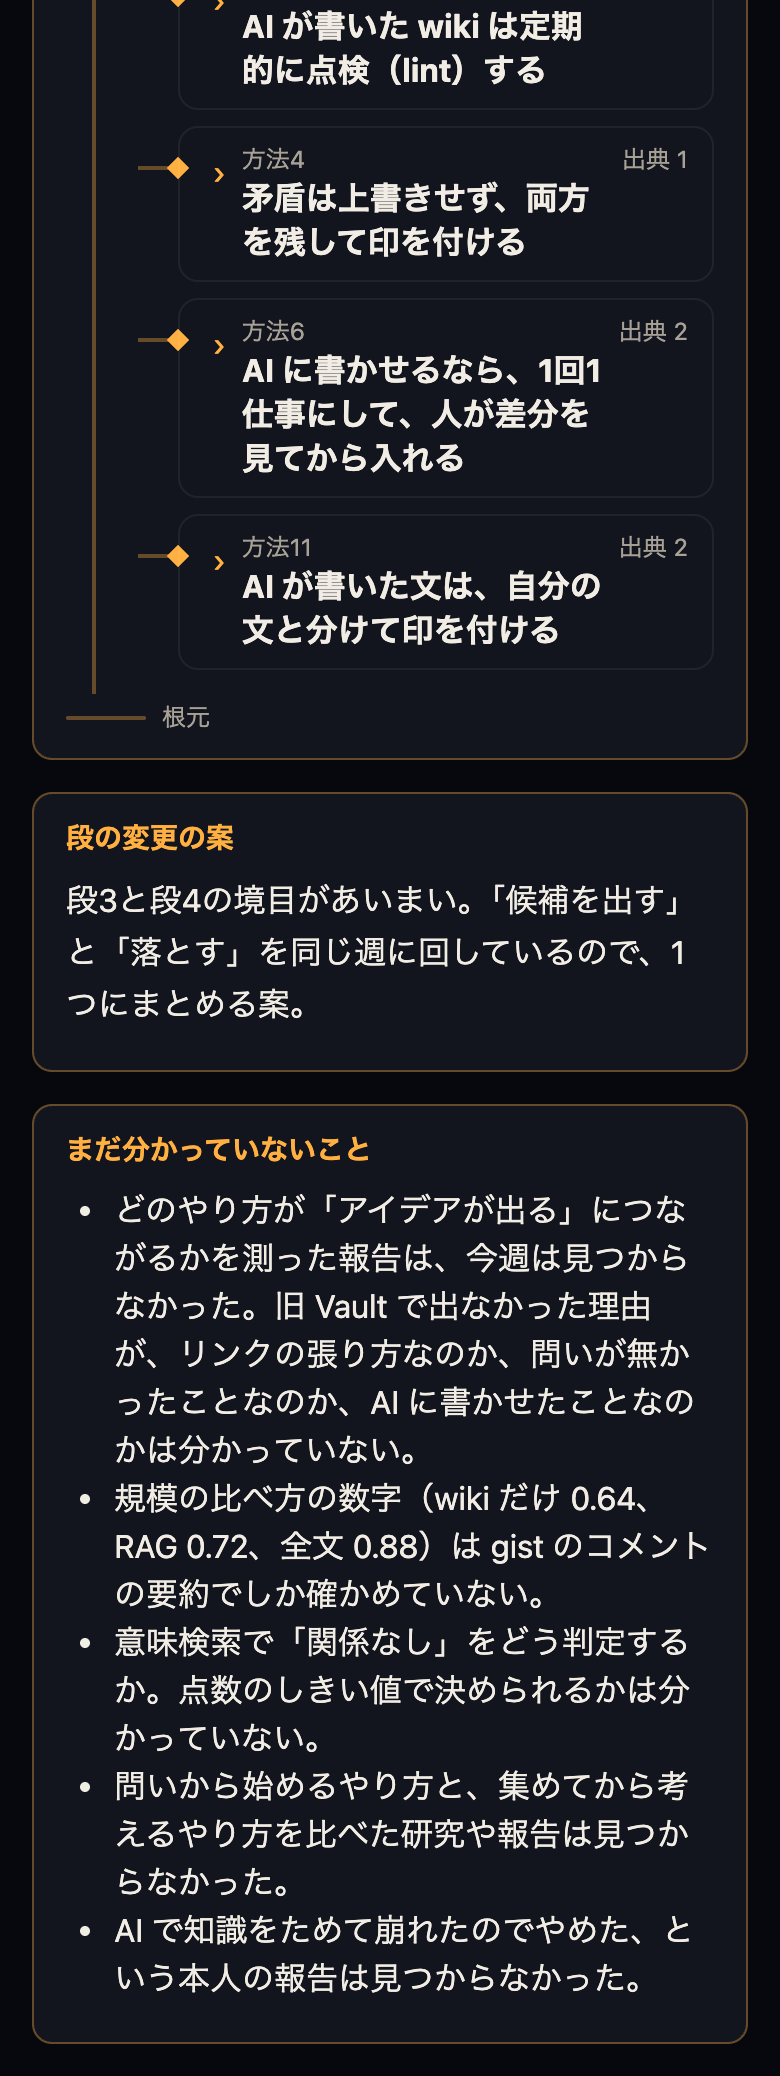 AI が書いた wiki は定期
的に点検（lint）する
方法4
出典 1
矛盾は上書きせず、両方
を残して印を付ける
方法6
出典 2
AI に書かせるなら、1回1
仕事にして、人が差分を
見てから入れる
方法11
出典 2
AI が書いた文は、自分の
文と分けて印を付ける
根元
段の変更の案
段3と段4の境目があいまい。「候補を出す」
と「落とす」を同じ週に回しているので、1
つにまとめる案。
まだ分かっていないこと
• どのやり方が「アイデアが出る」につな
がるかを測った報告は、今週は見つから
なかった。旧 Vault で出なかった理由
が、リンクの張り方なのか、問いが無か
ったことなのか、AI に書かせたことなの
かは分かっていない。
• 規模の比べ方の数字（wiki だけ 0.64、
RAG 0.72、全文 0.88）は gist のコメント
の要約でしか確かめていない。
• 意味検索で「関係なし」をどう判定する
か。点数のしきい値で決められるかは分
かっていない。
• 問いから始めるやり方と、集めてから考
えるやり方を比べた研究や報告は見つか
らなかった。
• AI で知識をためて崩れたのでやめた、と
いう本人の報告は見つからなかった。